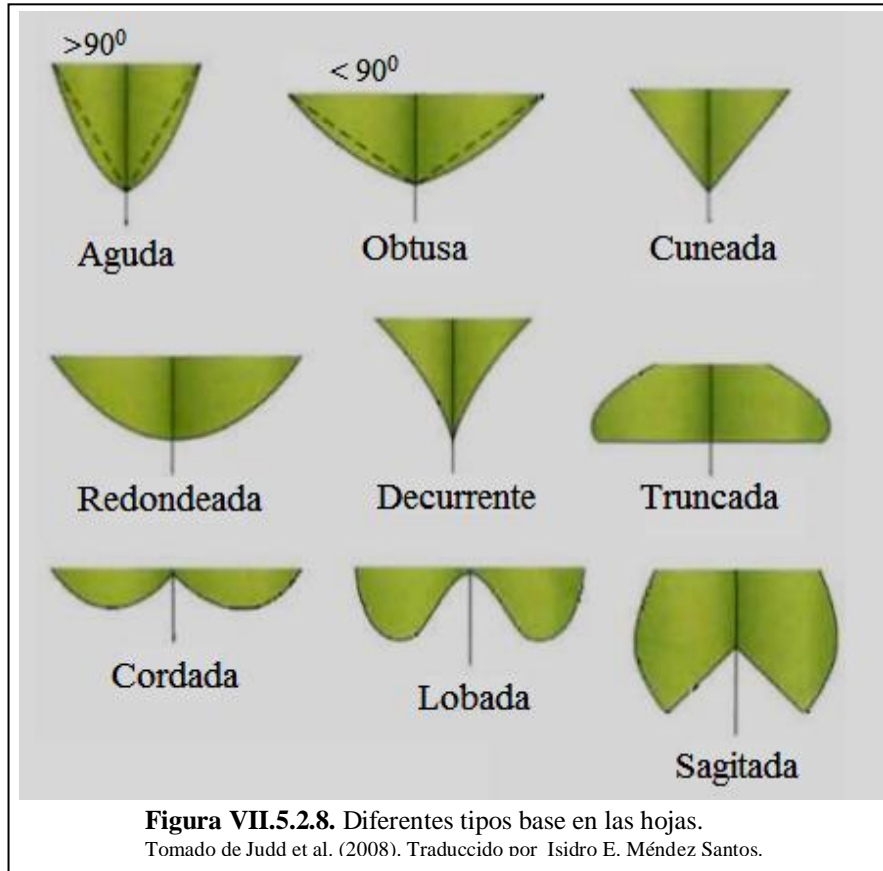 >90⁰
< 90⁰
Aguda
Obtusa
Cuneada
Redondeada
Decurrente
Truncada
Cordada
Lobada
Sagitada
Figura VII.5.2.8. Diferentes tipos base en las hojas.
Tomado de Judd et al. (2008). Traduccido por Isidro E. Méndez Santos.